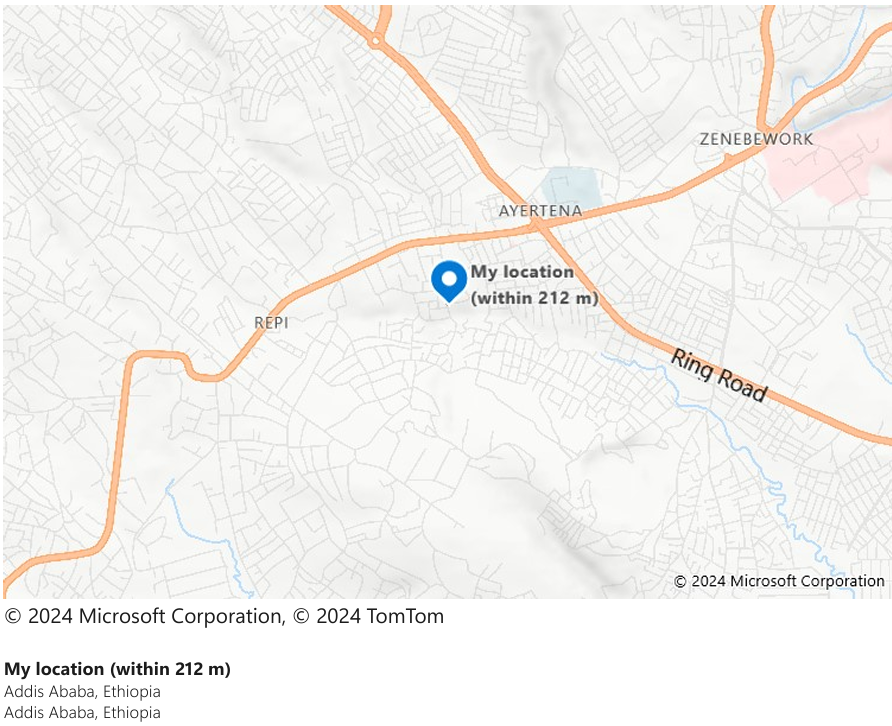 ZENEBEWORK
AYERTENA
My location
(within 212 m)
REPI
Ring Road
© 2024 Microsoft Corporation
© 2024 Microsoft Corporation, © 2024 TomTom
My location (within 212 m)
Addis Ababa, Ethiopia
Addis Ababa, Ethiopia